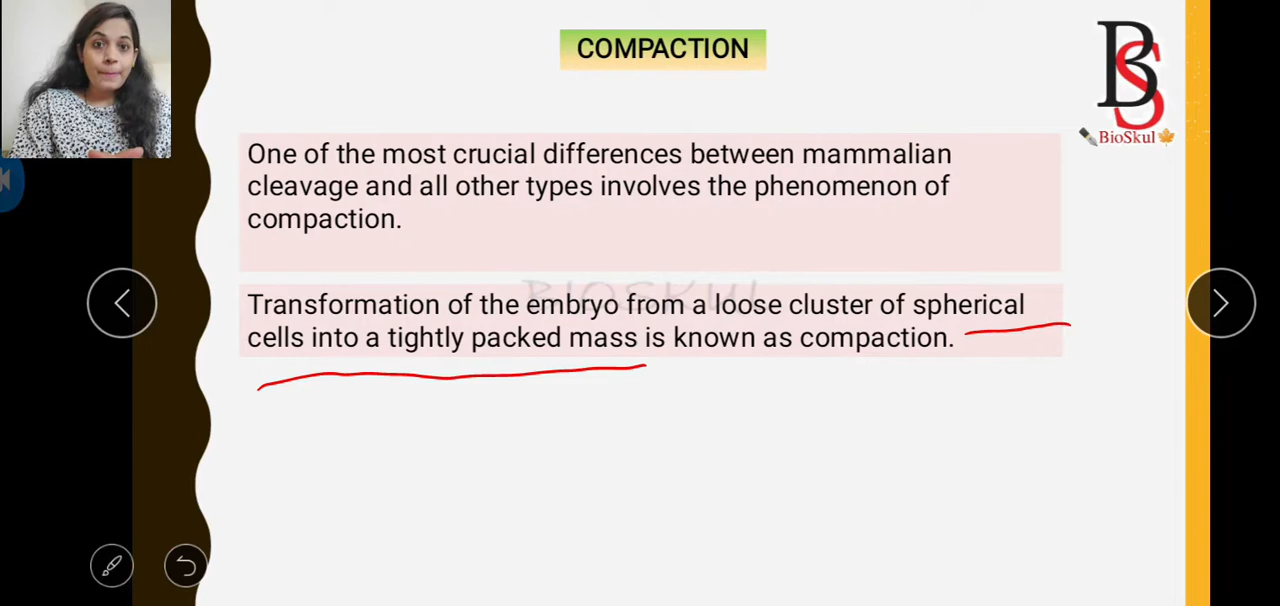 COMPACTION
BS
BioSkul
One of the most crucial differences between mammalian
cleavage and all other types involves the phenomenon of
compaction.
BIOSKUL
Transformation of the embryo from a loose cluster of spherical
cells into a tightly packed mass is known as compaction.